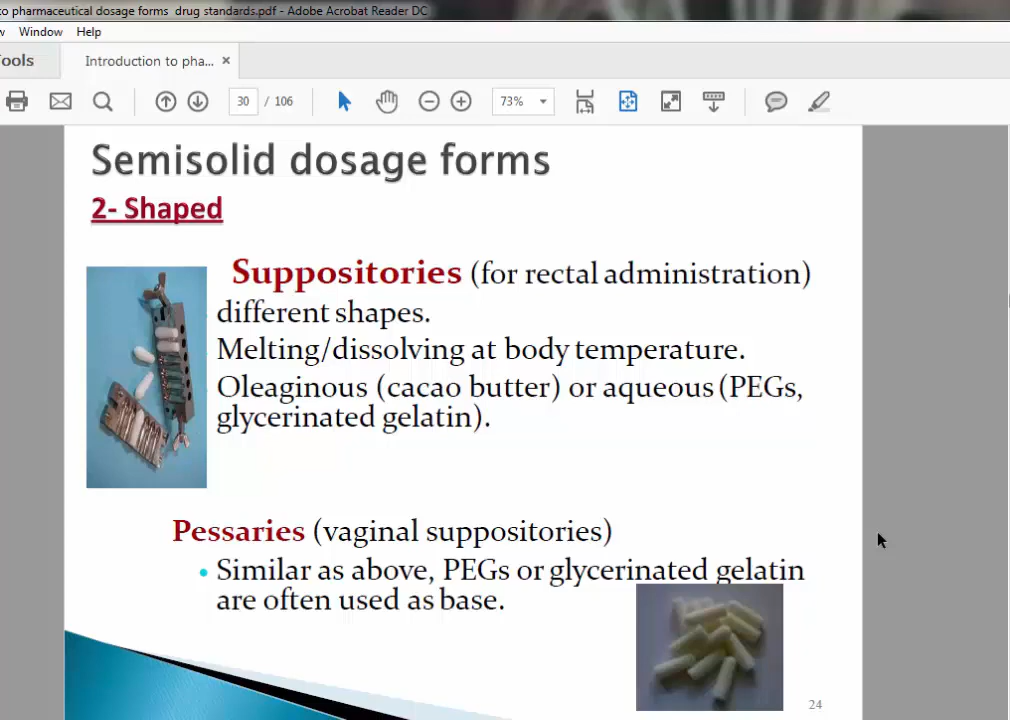 to pharmaceutical dosage forms drug standards.pdf - Adobe Acrobat Reader DC
Window Help
Introduction to pha... ×
30 / 106 73%
Semisolid dosage forms
2- Shaped
Suppositories (for rectal administration)
different shapes.
Melting/dissolving at body temperature.
Oleaginous (cacao butter) or aqueous (PEGs,
glycerinated gelatin).
Pessaries (vaginal suppositories)
• Similar as above, PEGs or glycerinated gelatin
are often used as base.
24